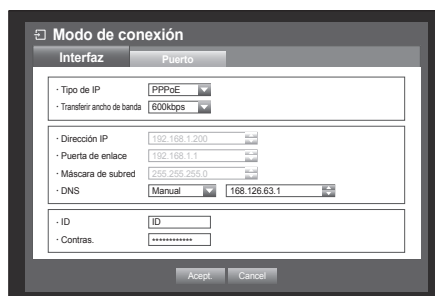 Modo de conexión
Interfaz Puerto
· Tipo de IP PPPoE
· Transferir ancho de banda 600kbps
· Dirección IP 192.168.1.200
· Puerta de enlace 192.168.1.1
· Máscara de subred 255.255.255.0
· DNS Manual 168.126.63.1
· ID ID
· Contras. ************
Acept. Cancel